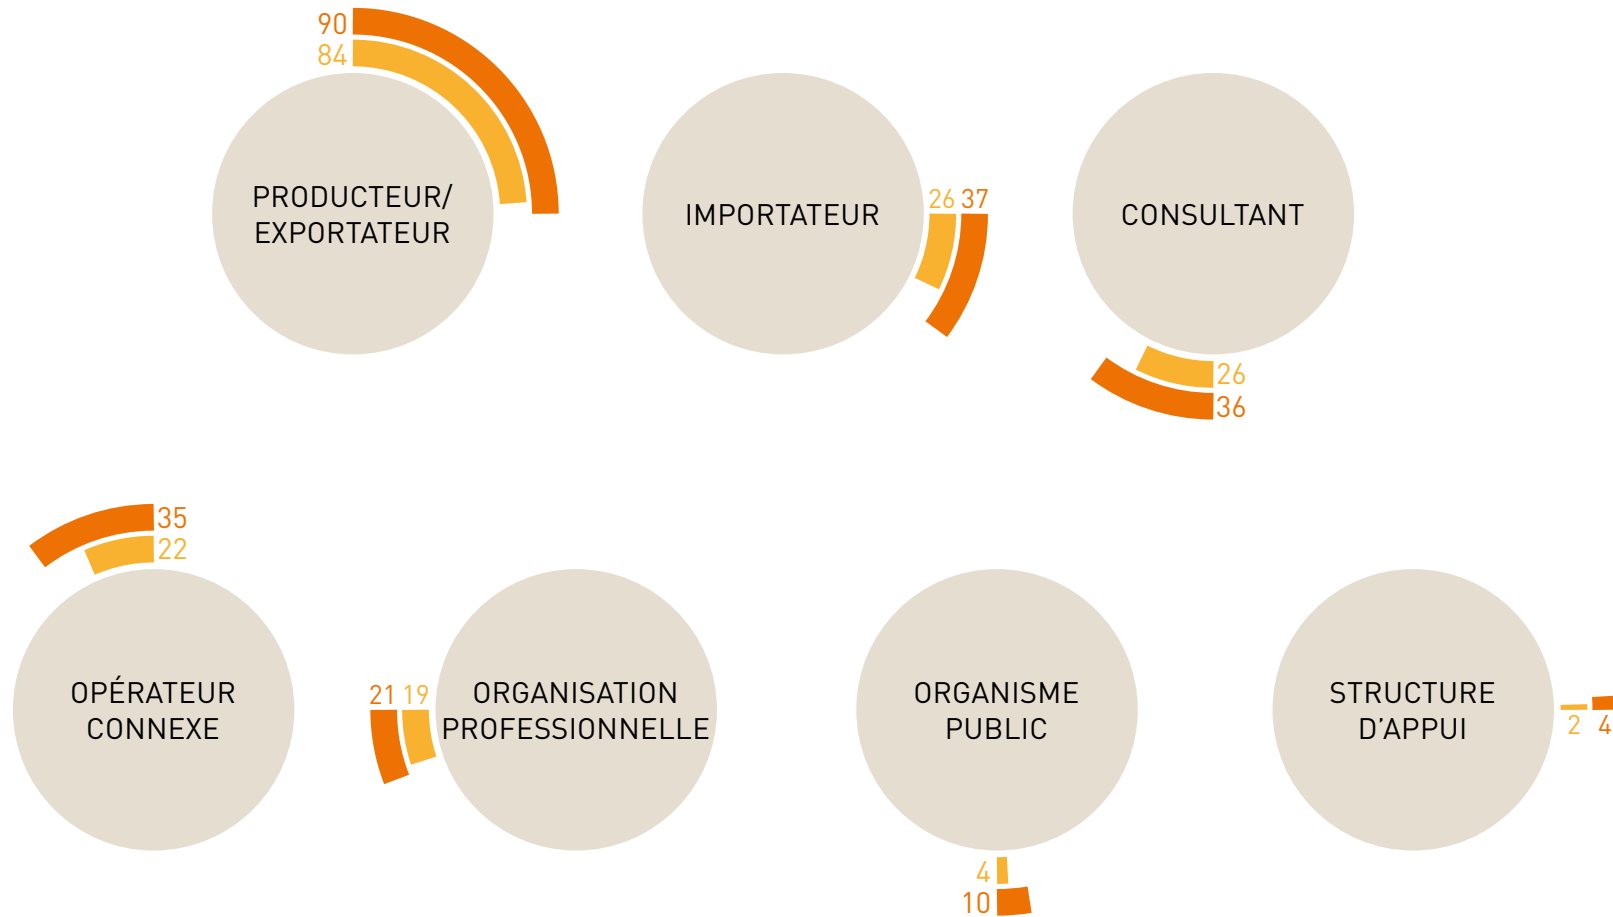 90
84
PRODUCTEUR/
EXPORTATEUR
26 37
IMPORTATEUR
CONSULTANT
26
36
35
22
OPÉRATEUR
CONNEXE
21 19
ORGANISATION
PROFESSIONNELLE
ORGANISME
PUBLIC
4
10
STRUCTURE
D’APPUI
2 4